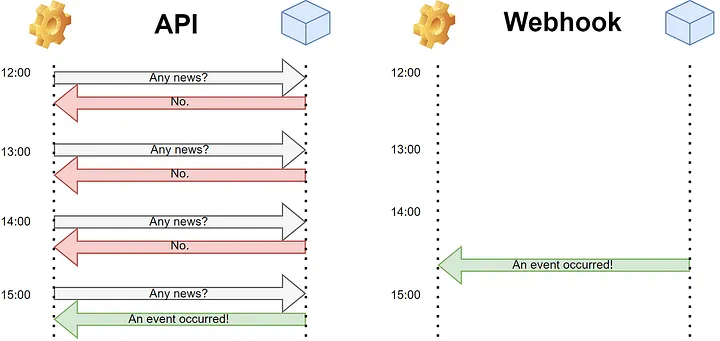 API
12:00
Any news?
No.
13:00
Any news?
No.
14:00
Any news?
No.
15:00
Any news?
An event occurred!
Webhook
12:00
13:00
14:00
An event occurred!
15:00